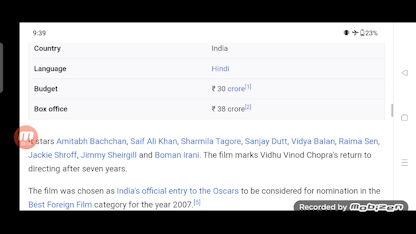 9:39
23%
Country India
Language Hindi
Budget ₹ 30 crore[1]
Box office ₹ 38 crore[2]
It stars Amitabh Bachchan, Saif Ali Khan, Sharmila Tagore, Sanjay Dutt, Vidya Balan, Raima Sen,
Jackie Shroff, Jimmy Sheirgill and Boman Irani. The film marks Vidhu Vinod Chopra's return to
directing after seven years.
The film was chosen as India's official entry to the Oscars to be considered for nomination in the
Best Foreign Film category for the year 2007.[5]
Recorded by Mobizen